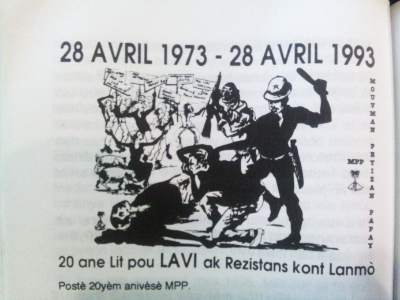 28 AVRIL 1973 - 28 AVRIL 1993
MOUVMAN PEYIZAN PAPAY
MPP
20 ane Lit pou LAVI ak Rezistans kont Lanmò
Postè 20yèm anivèsè MPP.